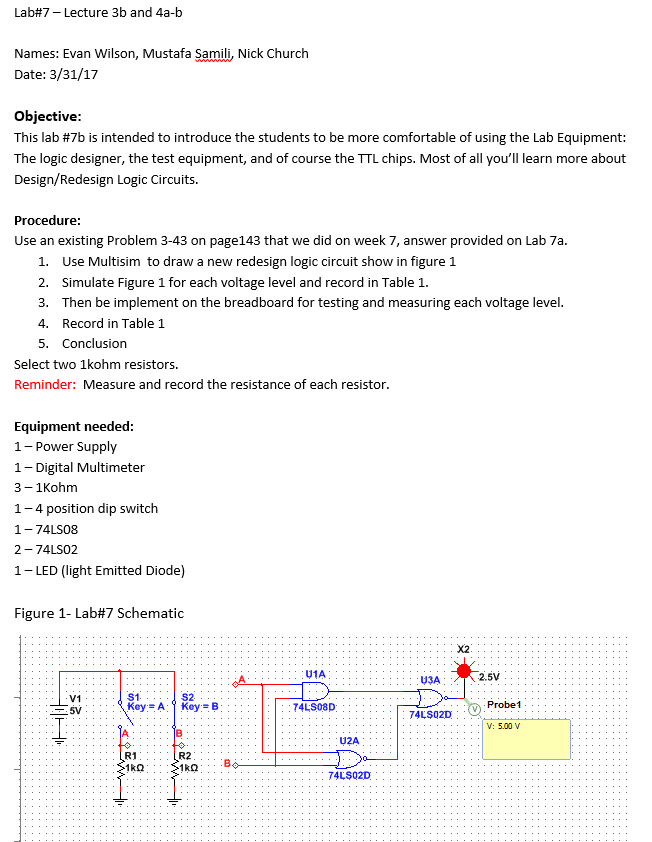 Lab#7 – Lecture 3b and 4a-b
Names: Evan Wilson, Mustafa Samili, Nick Church
Date: 3/31/17
Objective:
This lab #7b is intended to introduce the students to be more comfortable of using the Lab Equipment:
The logic designer, the test equipment, and of course the TTL chips. Most of all you'll learn more about
Design/Redesign Logic Circuits.
Procedure:
Use an existing Problem 3-43 on page143 that we did on week 7, answer provided on Lab 7a.
1. Use Multisim to draw a new redesign logic circuit show in figure 1
2. Simulate Figure 1 for each voltage level and record in Table 1.
3. Then be implement on the breadboard for testing and measuring each voltage level.
4. Record in Table 1
5. Conclusion
Select two 1kohm resistors.
Reminder: Measure and record the resistance of each resistor.
Equipment needed:
1 – Power Supply
1 – Digital Multimeter
3 – 1Kohm
1 – 4 position dip switch
1 – 74LS08
2 – 74LS02
1 – LED (light Emitted Diode)
Figure 1- Lab#7 Schematic
X2
2.5V
U1A
74LS08D
U3A
74LS02D
Probe1
V
V: 5.00 V
A
V1
5V
S1
Key = A
S2
Key = B
A
B
U2A
74LS02D
R1
1kΩ
R2
1kΩ
B